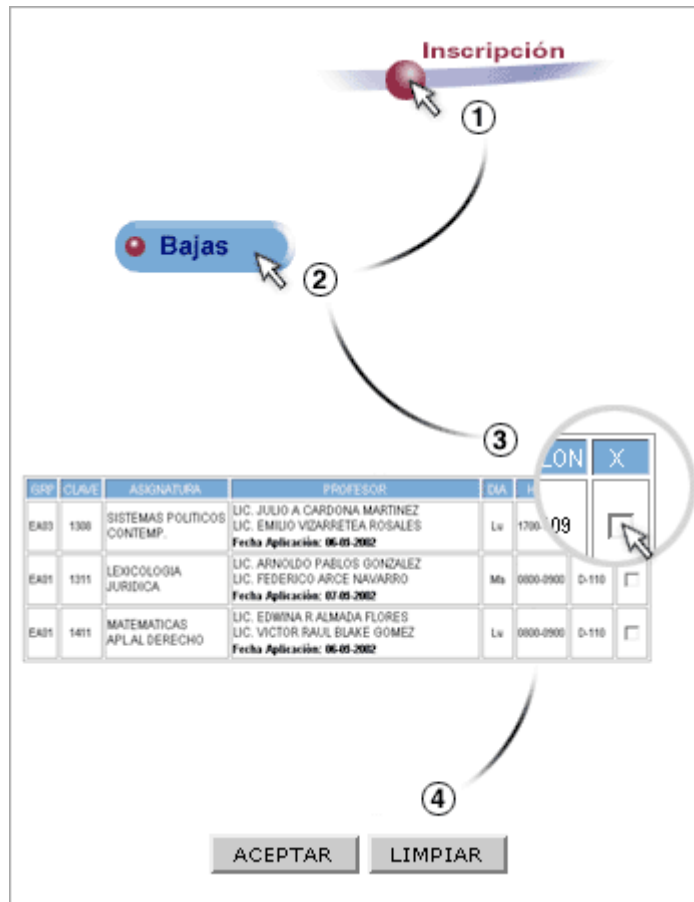 Inscripción
1
Bajas
2
3
LON X
GRP CLAVE ASIGNATURA PROFESOR DIA H
EA03 1308 SISTEMAS POLITICOS CONTEMP. LIC. JULIO A CARDONA MARTINEZ LIC. EMILIO VIZARRETEA ROSALES Fecha Aplicación: 06-05-2002 Lu 1700- 09
EA01 1311 LEXICOLOGIA JURIDICA LIC. ARNOLDO PABLOS GONZALEZ LIC. FEDERICO ARCE NAVARRO Fecha Aplicación: 07-05-2002 Ma 0800-0900 D-110
EA01 1411 MATEMATICAS APL.AL DERECHO LIC. EDWINA R ALMADA FLORES LIC. VICTOR RAUL BLAKE GOMEZ Fecha Aplicación: 06-05-2002 Lu 0800-0900 D-110
4
ACEPTAR LIMPIAR